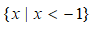 {x | x < −1}